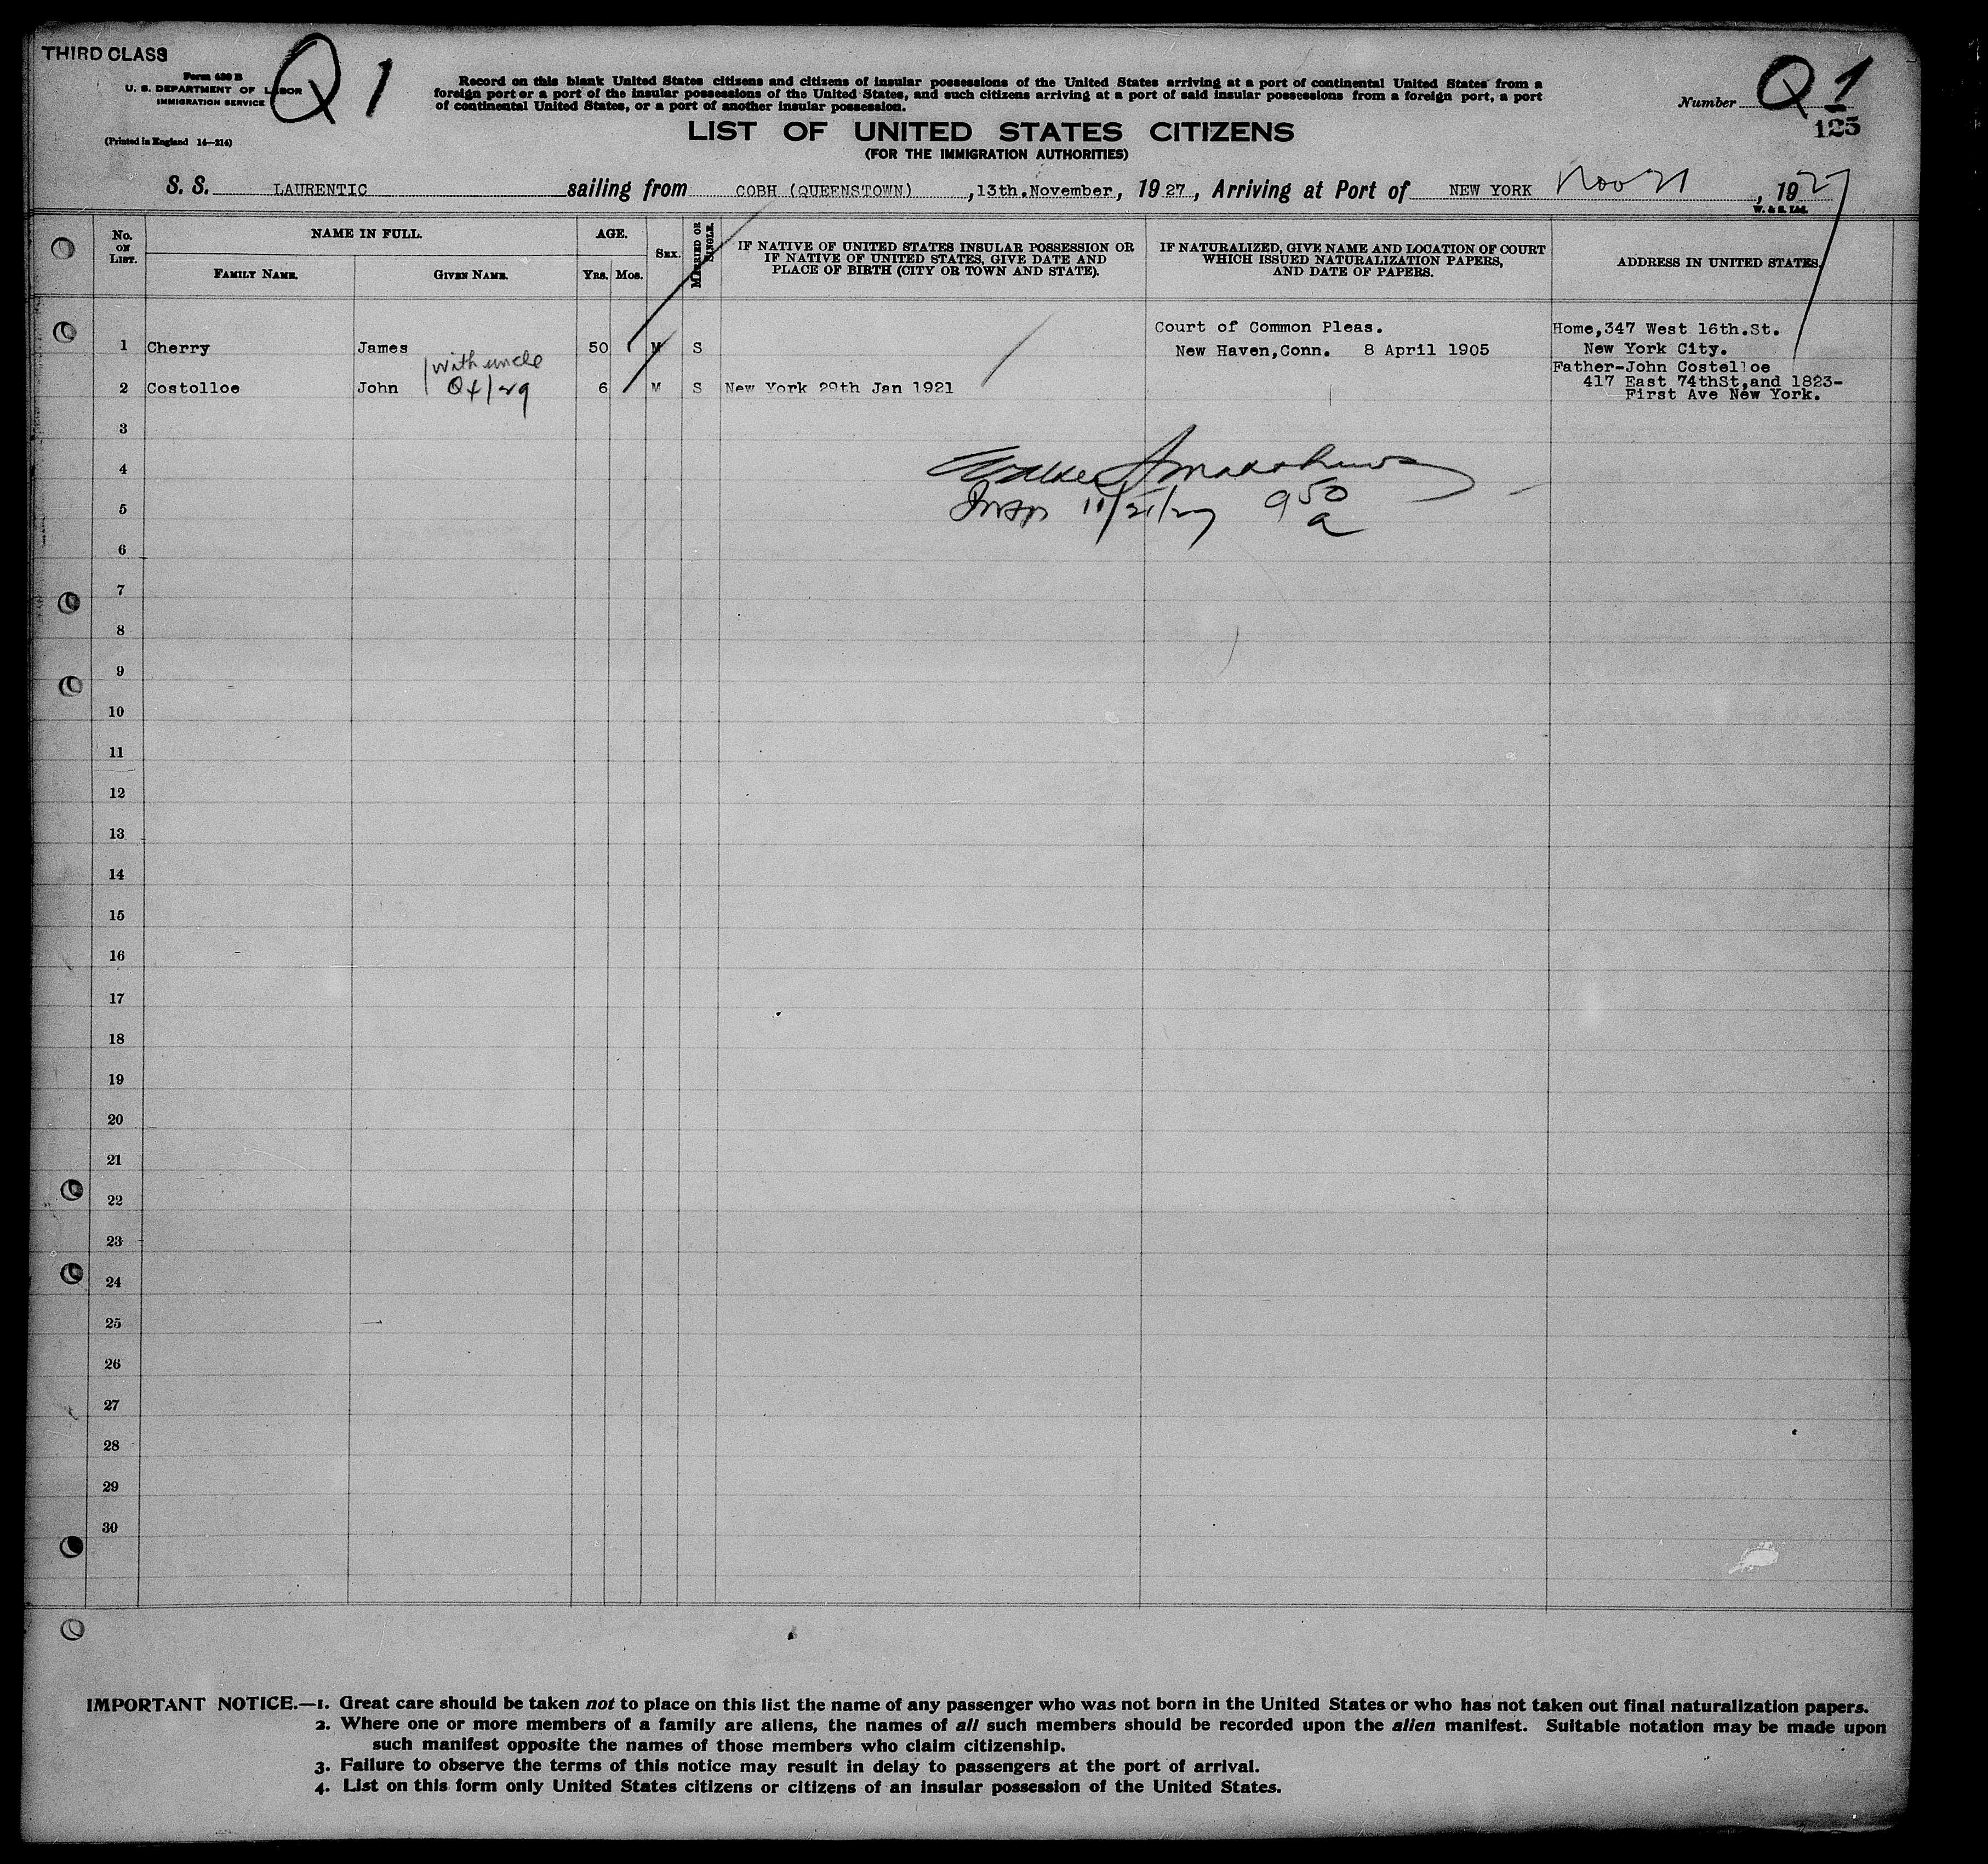 THIRD CLASS
Form 630 B
U. S. DEPARTMENT OF LABOR
IMMIGRATION SERVICE
(Printed in England 14—214)
Q 1
Record on this blank United States citizens and citizens of insular possessions of the United States arriving at a port of continental United States from a
foreign port or a port of the insular possessions of the United States, and such citizens arriving at a port of said insular possessions from a foreign port, a port
of continental United States, or a port of another insular possession.
Number Q 1
125
LIST OF UNITED STATES CITIZENS
(FOR THE IMMIGRATION AUTHORITIES)
S. S. LAURENTIC sailing from COBH (QUEENSTOWN) , 13th.November, 19 27, Arriving at Port of NEW YORK Nov 21 , 1927
W. & S. Ltd.
No. ON LIST.
NAME IN FULL.
FAMILY NAME.
GIVEN NAME.
AGE.
YRS.
MOS.
SEX.
MARRIED OR SINGLE.
IF NATIVE OF UNITED STATES INSULAR POSSESSION OR
IF NATIVE OF UNITED STATES, GIVE DATE AND
PLACE OF BIRTH (CITY OR TOWN AND STATE).
IF NATURALIZED, GIVE NAME AND LOCATION OF COURT
WHICH ISSUED NATURALIZATION PAPERS,
AND DATE OF PAPERS.
ADDRESS IN UNITED STATES.
Court of Common Pleas.
Home,347 West 16th.St.
1 Cherry James 50 M S New Haven,Conn. 8 April 1905 New York City.
with uncle
Father-John Costelloe
2 Costolloe John 6 M S New York 29th Jan 1921 417 East 74thSt,and 1823-
First Ave New York.
3
4
Insp 11/21/27 9 50 a
5
6
7
8
9
10
11
12
13
14
15
16
17
18
19
20
21
22
23
24
25
26
27
28
29
30
IMPORTANT NOTICE.—1. Great care should be taken not to place on this list the name of any passenger who was not born in the United States or who has not taken out final naturalization papers.
2. Where one or more members of a family are aliens, the names of all such members should be recorded upon the alien manifest. Suitable notation may be made upon
such manifest opposite the names of those members who claim citizenship.
3. Failure to observe the terms of this notice may result in delay to passengers at the port of arrival.
4. List on this form only United States citizens or citizens of an insular possession of the United States.